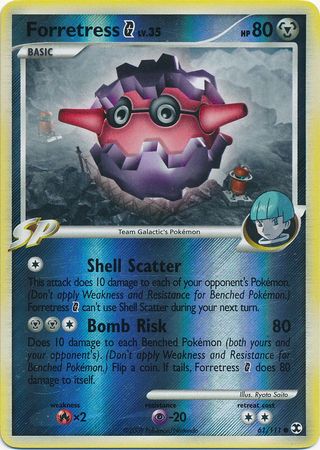 Forretress G LV.35 HP 80
BASIC
Team Galactic's Pokémon
SP
Shell Scatter
This attack does 10 damage to each of your opponent's Pokémon.
(Don't apply Weakness and Resistance for Benched Pokémon.)
Forretress G can't use Shell Scatter during your next turn.
Bomb Risk 80
Does 10 damage to each Benched Pokémon (both yours and
your opponent's). (Don't apply Weakness and Resistance for
Benched Pokémon.) Flip a coin. If tails, Forretress G does 80
damage to itself.
weakness resistance retreat cost
×2 -20
Illus. Ryota Saito
©2009 Pokémon/Nintendo 61/111